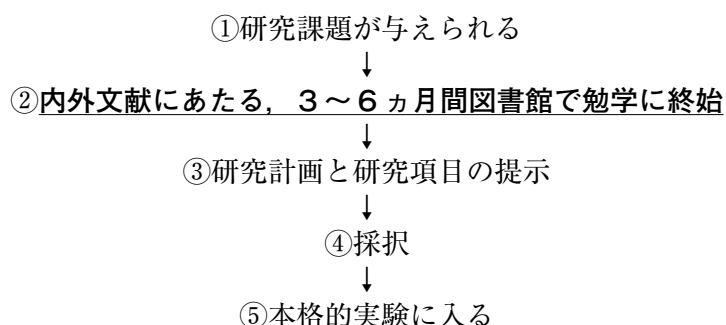 ①研究課題が与えられる
↓
②内外文献にあたる，３～６ヵ月間図書館で勉学に終始
↓
③研究計画と研究項目の提示
↓
④採択
↓
⑤本格的実験に入る